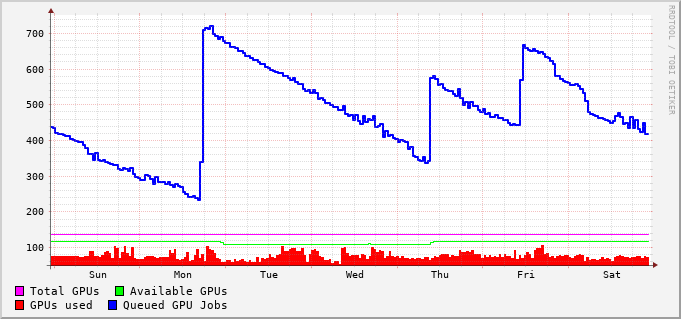 RRDTOOL / TOBI OETIKER
700
600
500
400
300
200
100
Sun Mon Tue Wed Thu Fri Sat
Total GPUs Available GPUs
GPUs used Queued GPU Jobs